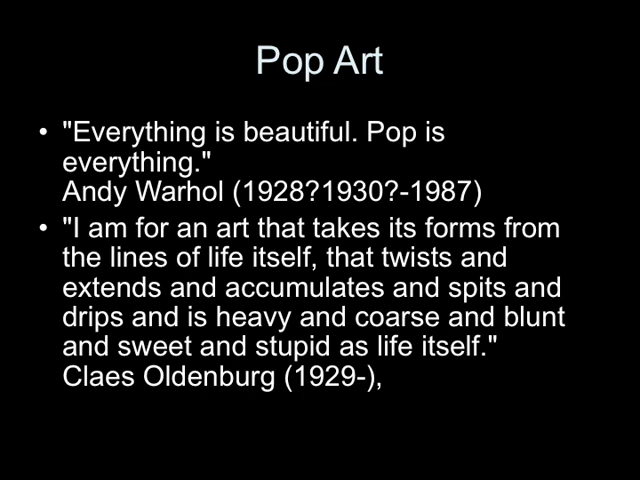 Pop Art
• "Everything is beautiful. Pop is
everything."
Andy Warhol (1928?1930?-1987)
• "I am for an art that takes its forms from
the lines of life itself, that twists and
extends and accumulates and spits and
drips and is heavy and coarse and blunt
and sweet and stupid as life itself."
Claes Oldenburg (1929-),